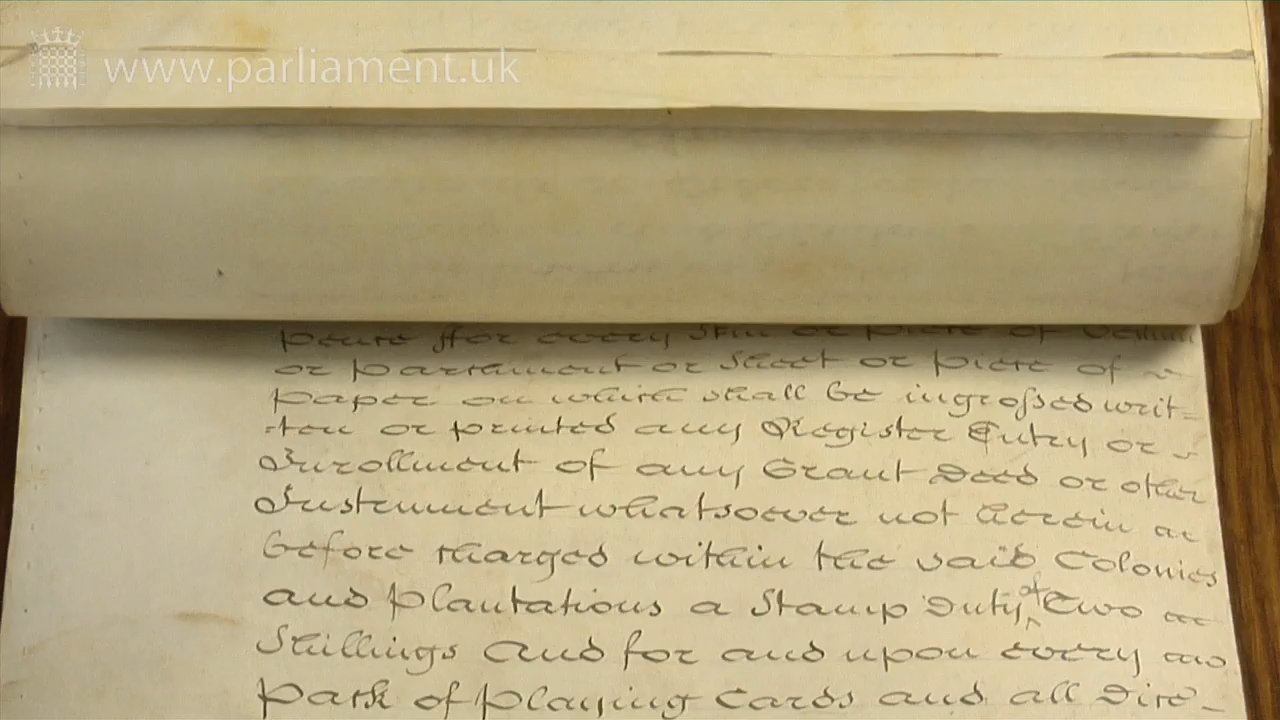 www.parliament.uk
pence ffor every Skin or piece of Vellum
or Parchment or Sheet or piece of
Paper on which shall be ingrossed writ=
-ten or printed any Register Entry or
Inrollment of any Grant Deed or other
Instrument whatsoever not herein
before charged within the said Colonies
and plantations a Stamp Duty of Two
Shillings And for and upon every
Pack of Playing Cards and all Dice